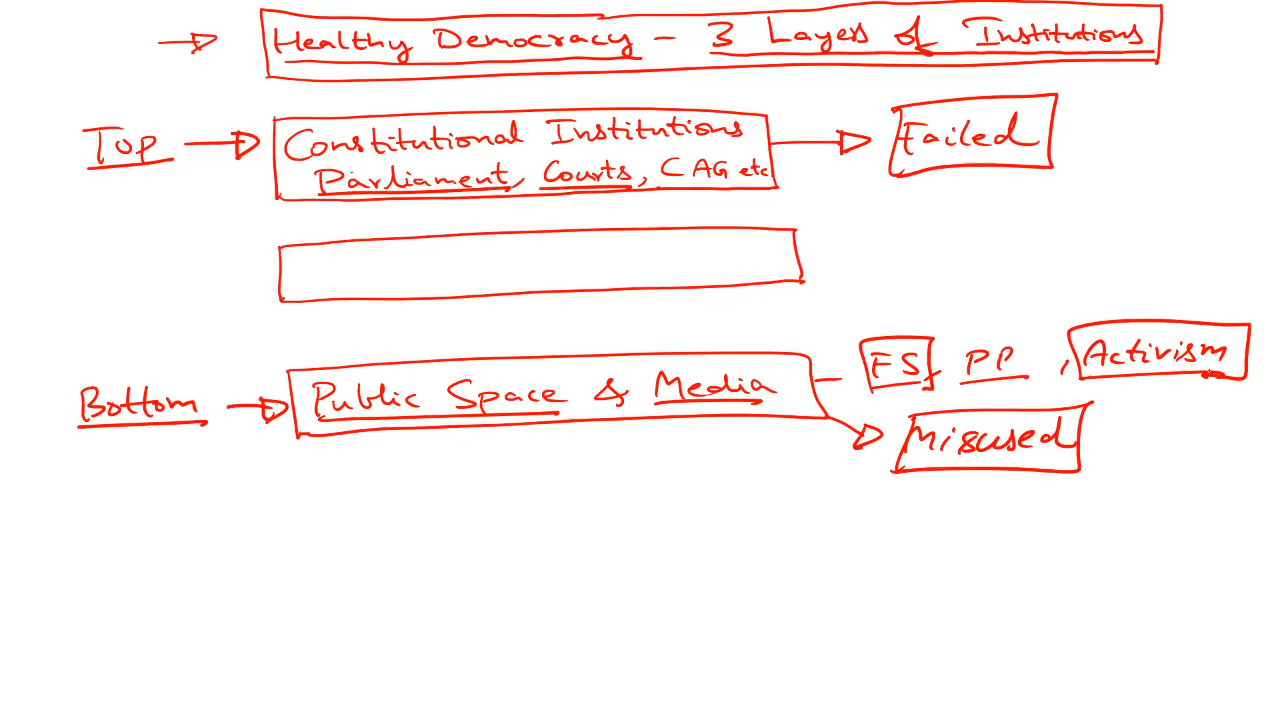 Healthy Democracy - 3 Layers of Institutions
Top
Constitutional Institutions
Parliament, Courts, CAG etc
Failed
Bottom
Public Space & Media
FS, PP, Activism
Misused